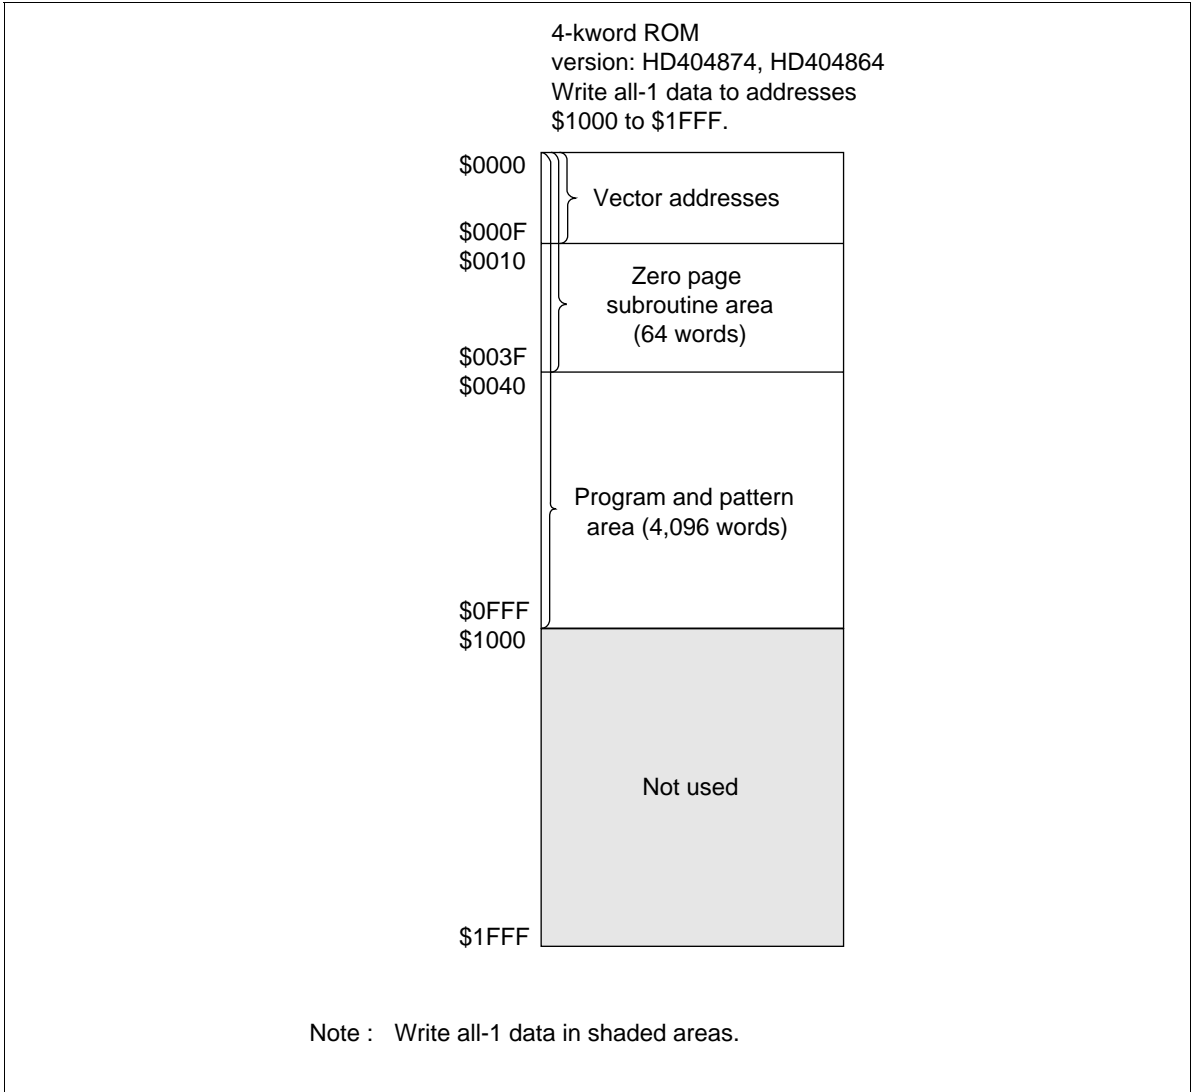 4-kword ROM
version: HD404874, HD404864
Write all-1 data to addresses
$1000 to $1FFF.
$0000
Vector addresses
$000F
$0010
Zero page
subroutine area
(64 words)
$003F
$0040
Program and pattern
area (4,096 words)
$0FFF
$1000
Not used
$1FFF
Note : Write all-1 data in shaded areas.